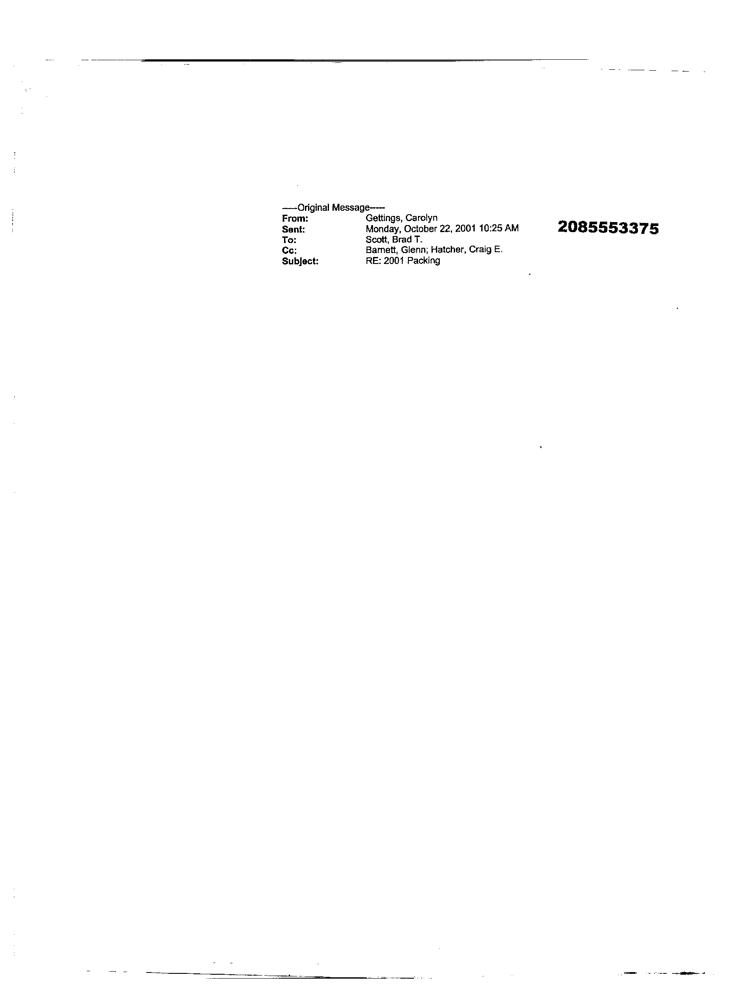 -----Original Message-----
From: Gettings, Carolyn
Sent: Monday, October 22, 2001 10:25 AM
To: Scott, Brad T.
Cc: Barnett, Glenn; Hatcher, Craig E.
Subject: RE: 2001 Packing
2085553375